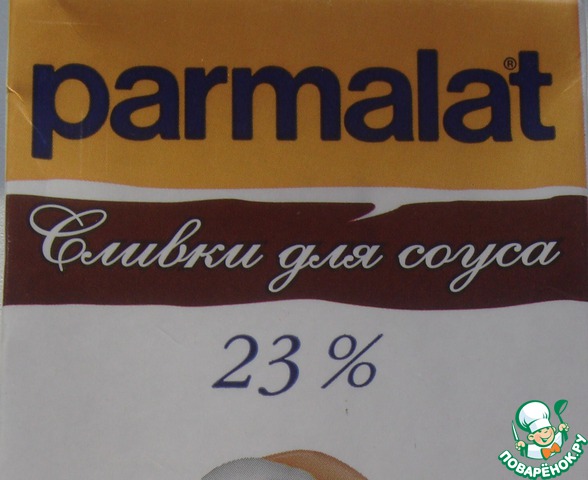 parmalat®
Сливки для соуса
23 %
ПОВАРЁНОК.РУ